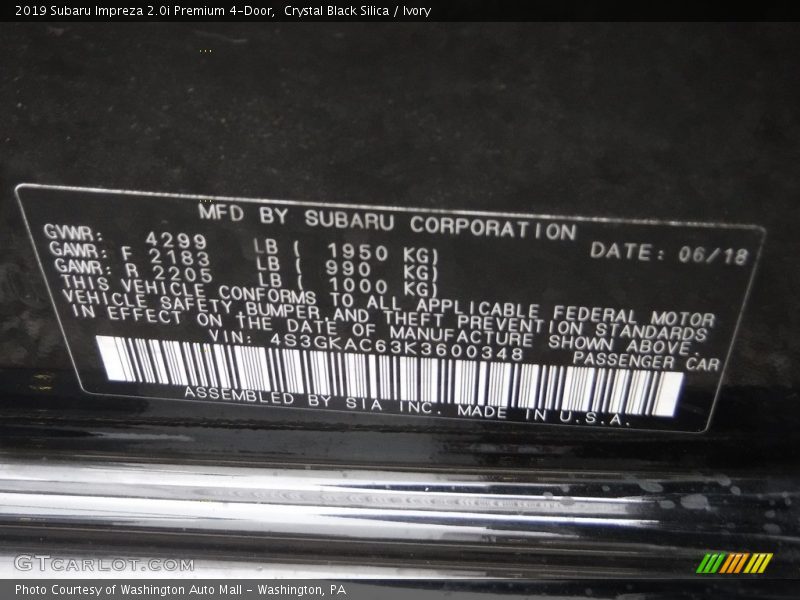 2019 Subaru Impreza 2.0i Premium 4-Door, Crystal Black Silica / Ivory
MFD BY SUBARU CORPORATION
GVWR: 4299 LB ( 1950 KG) DATE: 06/18
GAWR: F 2183 LB ( 990 KG)
GAWR: R 2205 LB ( 1000 KG)
THIS VEHICLE CONFORMS TO ALL APPLICABLE FEDERAL MOTOR
VEHICLE SAFETY,BUMPER AND THEFT PREVENTION STANDARDS
IN EFFECT ON THE DATE OF MANUFACTURE SHOWN ABOVE.
VIN: 4S3GKAC63K3600348 PASSENGER CAR
ASSEMBLED BY SIA INC. MADE IN U.S.A.
GTCARLOT.COM
Photo Courtesy of Washington Auto Mall - Washington, PA